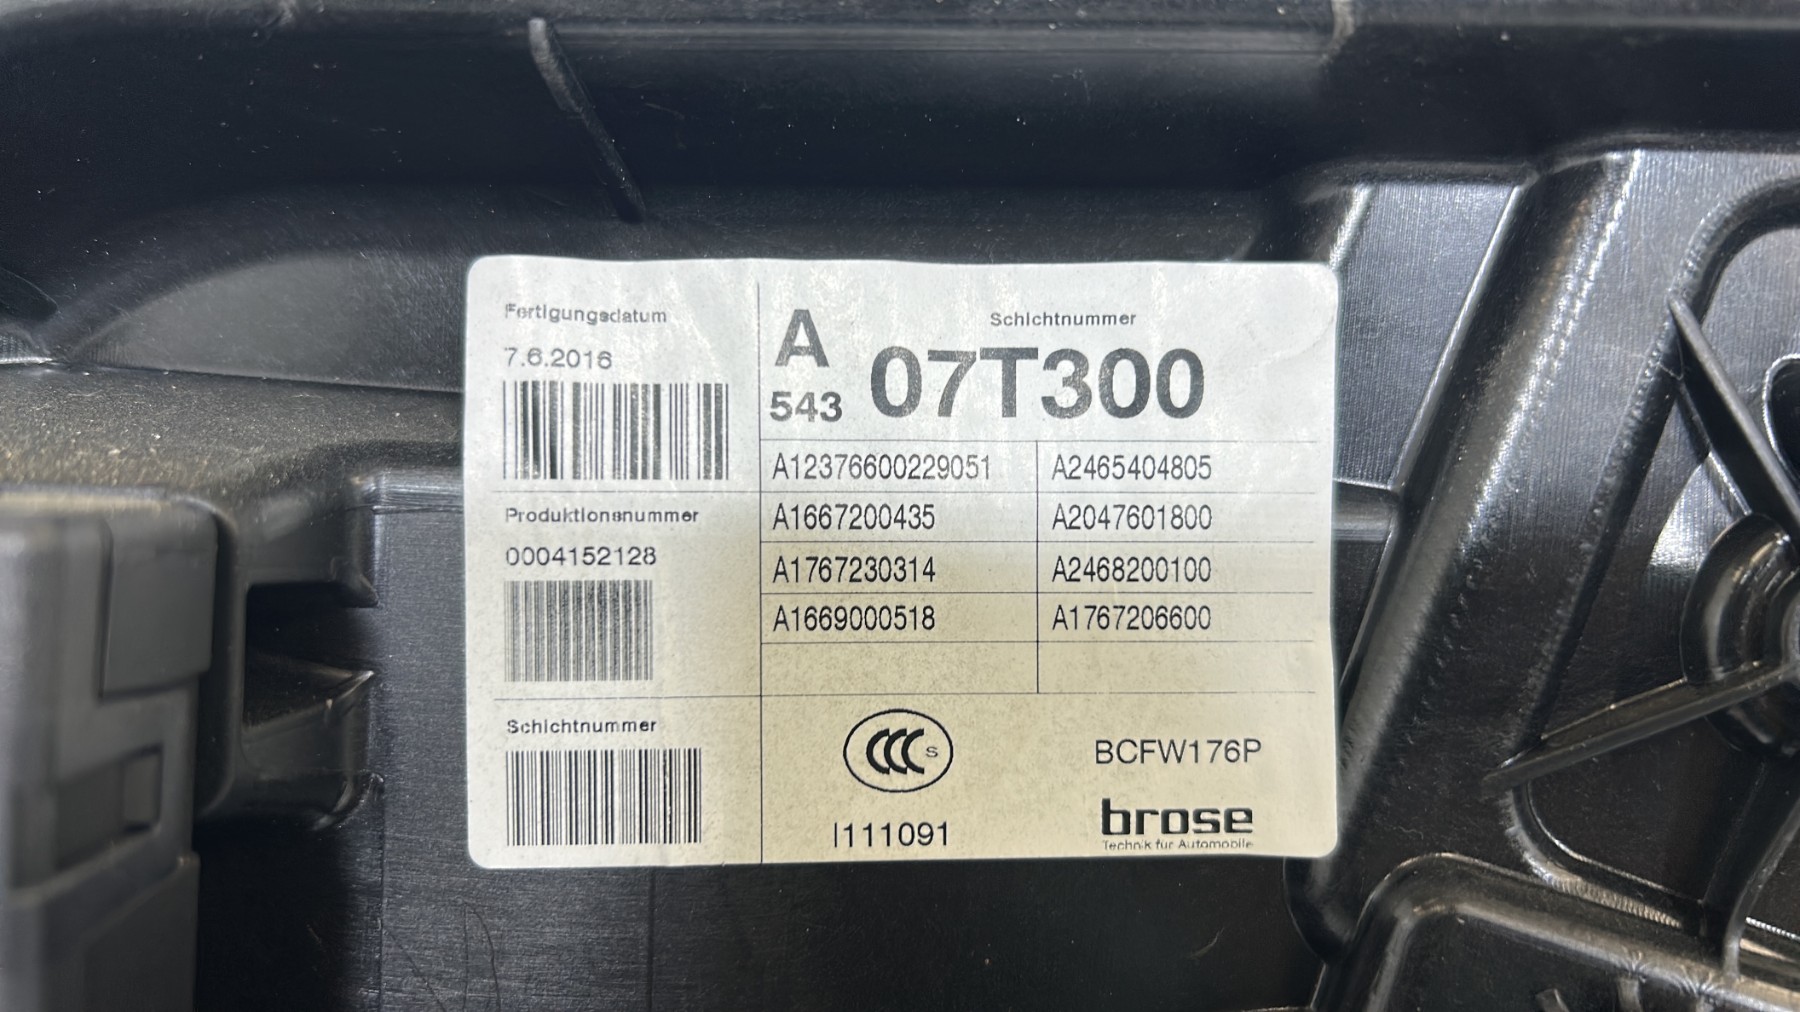 Fertigungsdatum
7.6.2016
Produktionsnummer
0004152128
Schichtnummer
A
543
Schichtnummer
07T300
A12376600229051 A2465404805
A1667200435 A2047601800
A1767230314 A2468200100
A1669000518 A1767206600
CCC S
I111091
BCFW176P
brose
Technik für Automobile